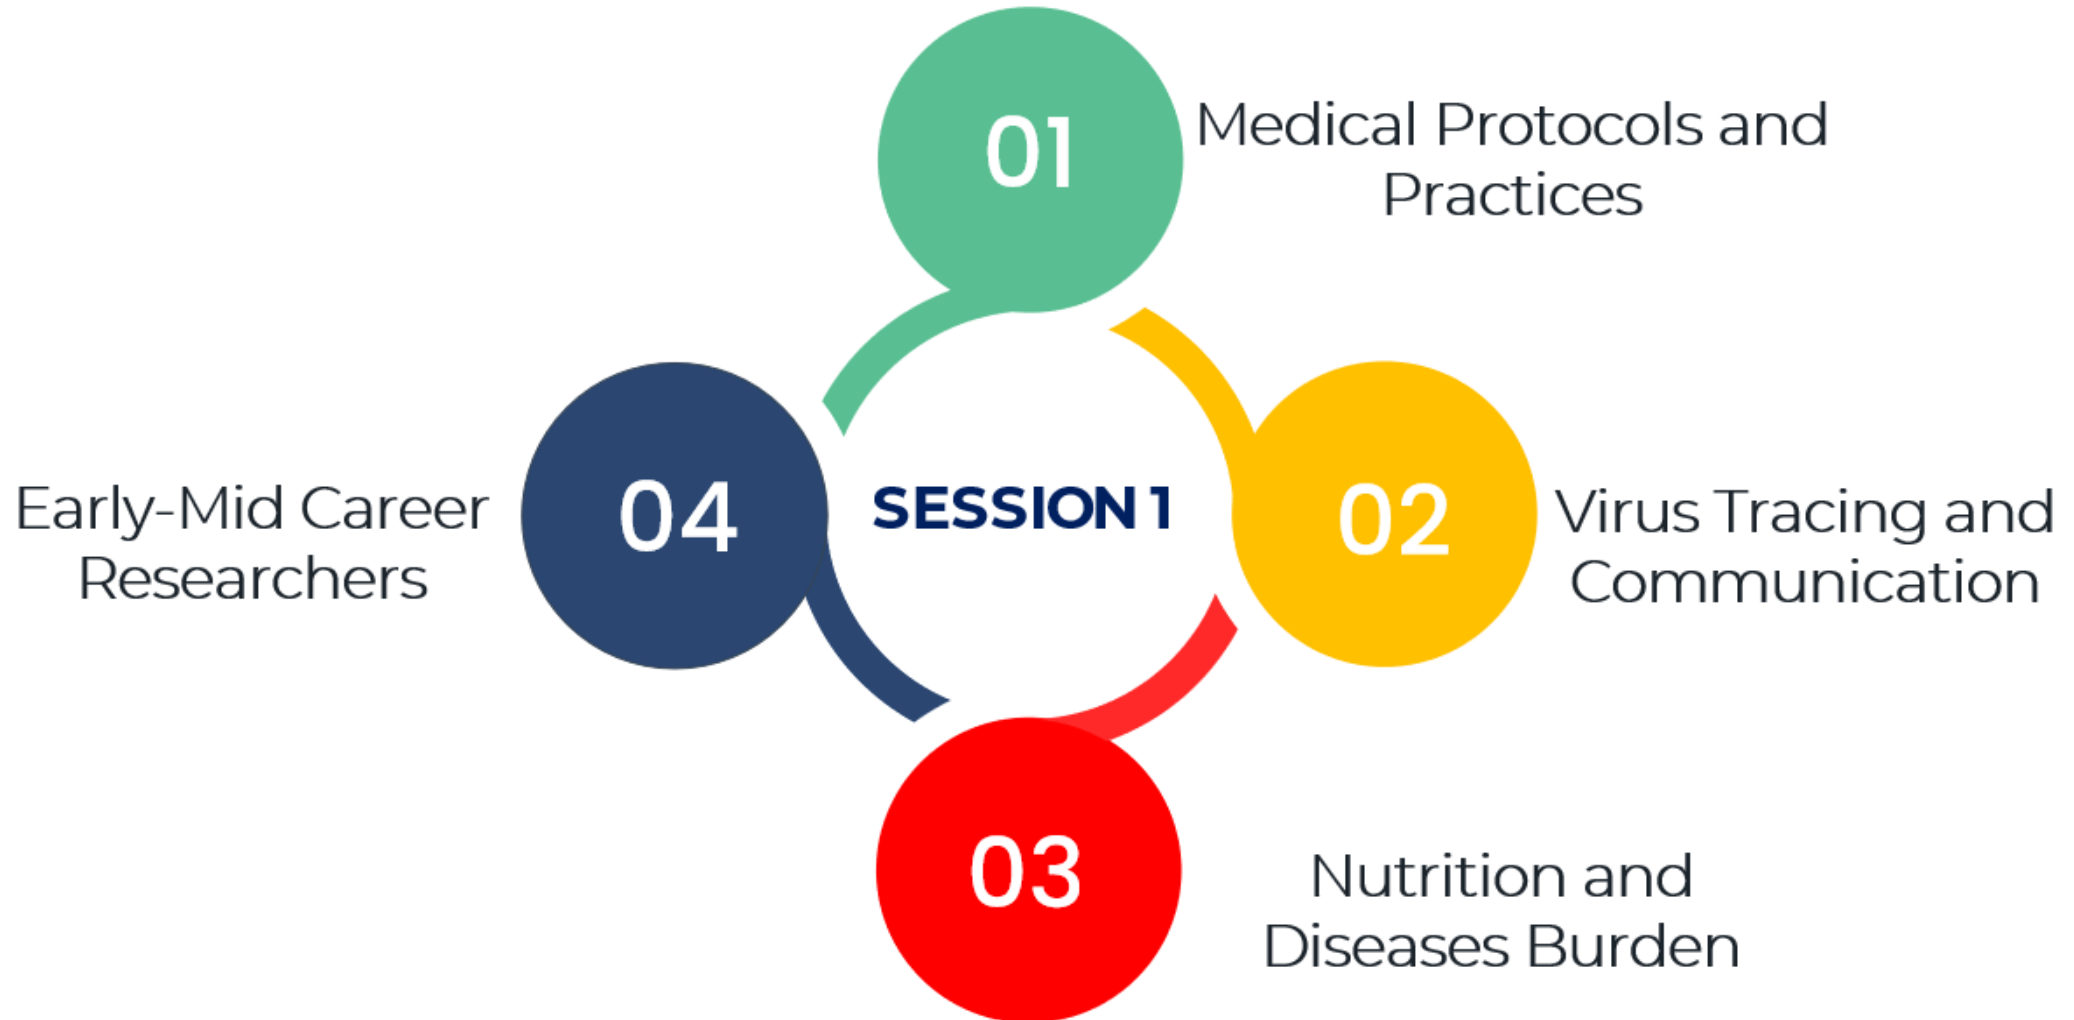 01
Medical Protocols and
Practices
04
Early-Mid Career
Researchers
SESSION 1
02
Virus Tracing and
Communication
03
Nutrition and
Diseases Burden